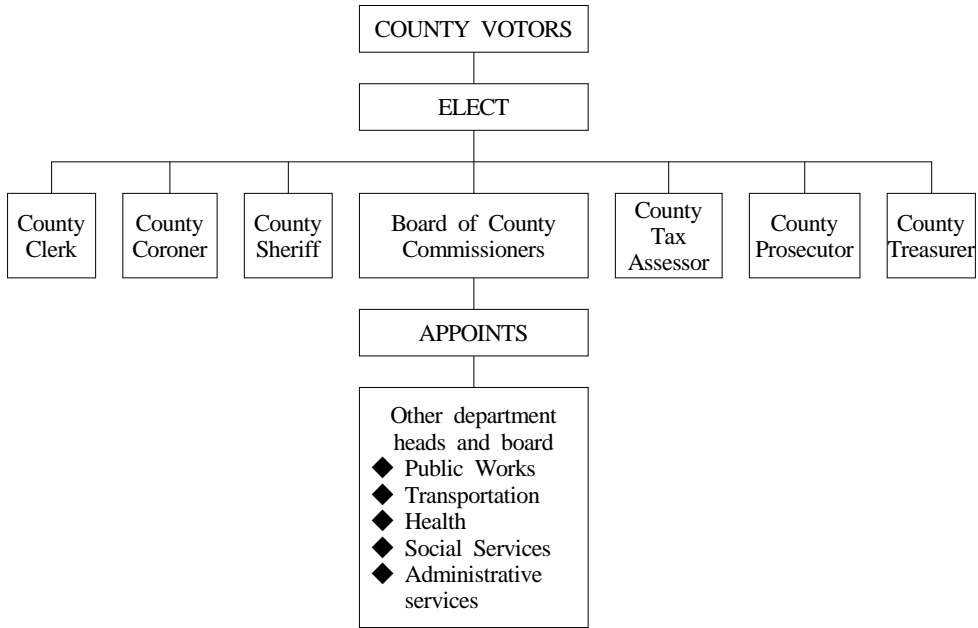 COUNTY VOTORS
ELECT
County
Clerk
County
Coroner
County
Sheriff
Board of County
Commissioners
County
Tax
Assessor
County
Prosecutor
County
Treasurer
APPOINTS
Other department
heads and board
◆ Public Works
◆ Transportation
◆ Health
◆ Social Services
◆ Administrative
services